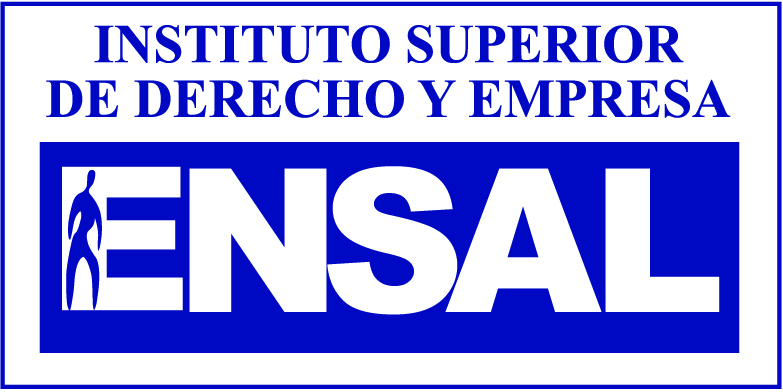 INSTITUTO SUPERIOR
DE DERECHO Y EMPRESA
ENSAL